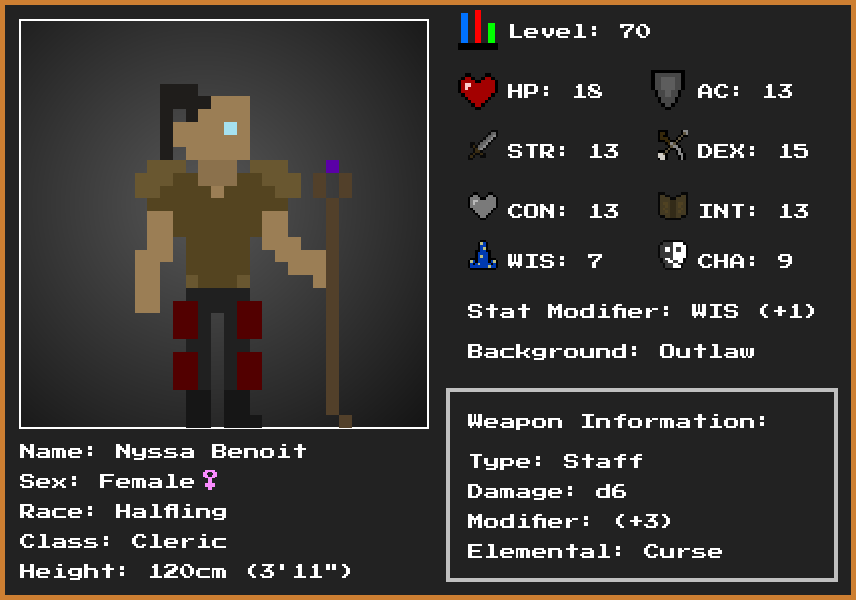 Level: 70
HP: 18 AC: 13
STR: 13 DEX: 15
CON: 13 INT: 13
WIS: 7 CHA: 9
Stat Modifier: WIS (+1)
Background: Outlaw
Weapon Information:
Type: Staff
Damage: d6
Modifier: (+3)
Elemental: Curse
Name: Nyssa Benoit
Sex: Female♀
Race: Halfling
Class: Cleric
Height: 120cm (3'11")